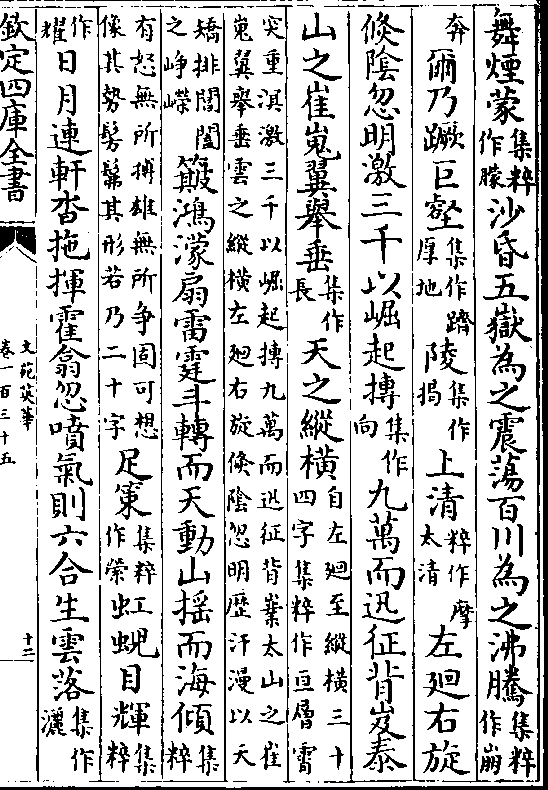 舞煙蒙集粹作朦沙昏五嶽為之震蕩百川為之沸騰集粹作崩
奔爾乃蹶巨壑集作躋厚地陵集作揭上清粹作摩太清左廻右旋
倐陰忽明激三千以崛起摶集作向九萬而迅征背岌泰
山之崔嵬翼舉垂集作長天之縱横自左廻至縱横三十四字集粹作亘層霄
突重溟激三千以崛起摶九萬而迅征背嶪太山之崔
嵬翼舉垂雲之縱横左廻右旋倐陰忽明歴汗漫以夭
矯排閶闔之峥嶸簸鴻濛扇雷霆斗轉而天動山揺而海傾集粹
有怒無所搏雄無所争固可想像其勢髣髴其形若乃二十字足䇿集粹作縈虹蜺目輝集粹
作耀日月連軒沓拖揮霍翕忽噴氣則六合生雲落集作灑
欽定四庫全書
文苑英華
卷一百三十五
十二